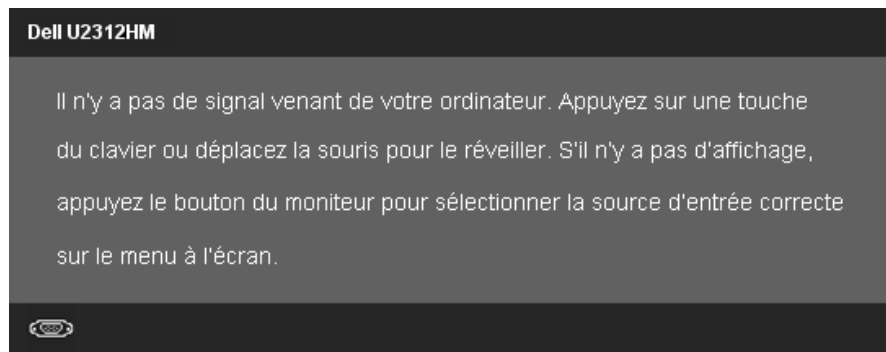 Dell U2312HM
Il n'y a pas de signal venant de votre ordinateur. Appuyez sur une touche
du clavier ou déplacez la souris pour le réveiller. S'il n'y a pas d'affichage,
appuyez le bouton du moniteur pour sélectionner la source d'entrée correcte
sur le menu à l'écran.